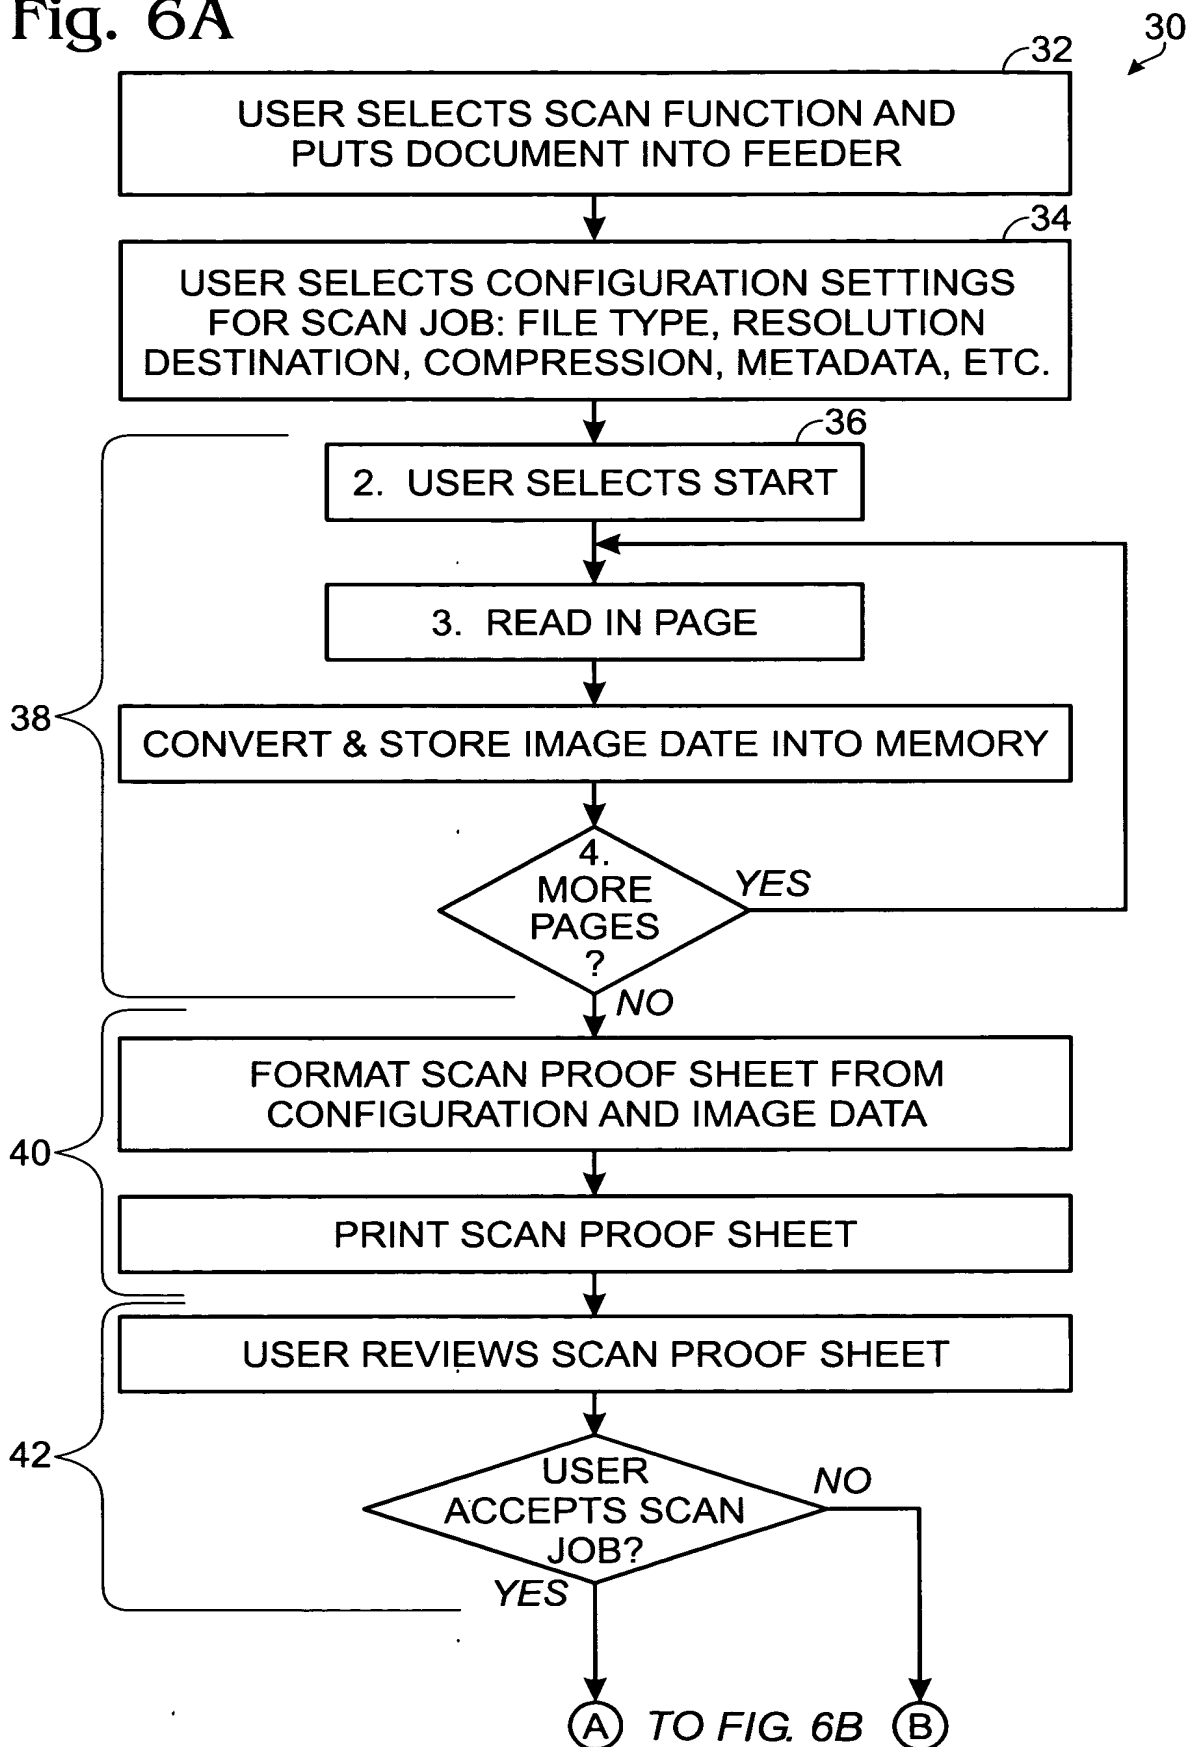 Fig. 6A
30
32
USER SELECTS SCAN FUNCTION AND
PUTS DOCUMENT INTO FEEDER
34
USER SELECTS CONFIGURATION SETTINGS
FOR SCAN JOB: FILE TYPE, RESOLUTION
DESTINATION, COMPRESSION, METADATA, ETC.
36
2. USER SELECTS START
3. READ IN PAGE
38
CONVERT & STORE IMAGE DATE INTO MEMORY
4.
MORE
PAGES
?
YES
NO
FORMAT SCAN PROOF SHEET FROM
CONFIGURATION AND IMAGE DATA
40
PRINT SCAN PROOF SHEET
USER REVIEWS SCAN PROOF SHEET
42
USER
ACCEPTS SCAN
JOB?
NO
YES
A TO FIG. 6B B